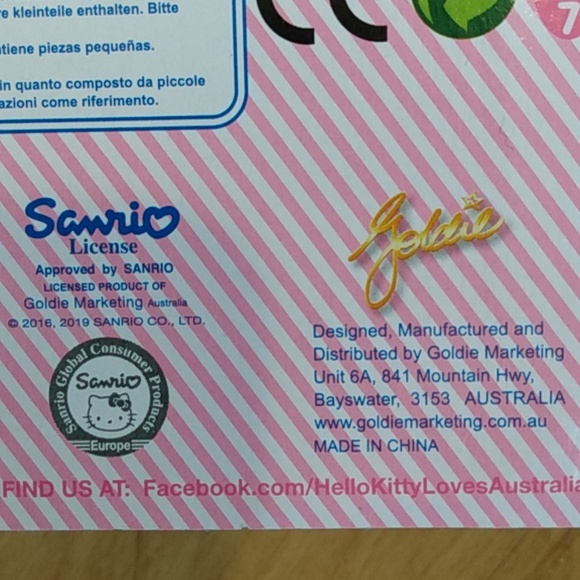 kleinteile enthalten. Bitte
tiene piezas pequeñas.
in quanto composto da piccole
azioni come riferimento.
CE
7
Sanrio
License
Approved by SANRIO
LICENSED PRODUCT OF
Goldie Marketing Australia
© 2016, 2019 SANRIO CO., LTD.
Sanrio Global Consumer Products
Sanrio
Europe
Goldie
Designed, Manufactured and
Distributed by Goldie Marketing
Unit 6A, 841 Mountain Hwy,
Bayswater, 3153 AUSTRALIA
www.goldiemarketing.com.au
MADE IN CHINA
FIND US AT: Facebook.com/HelloKittyLovesAustralia